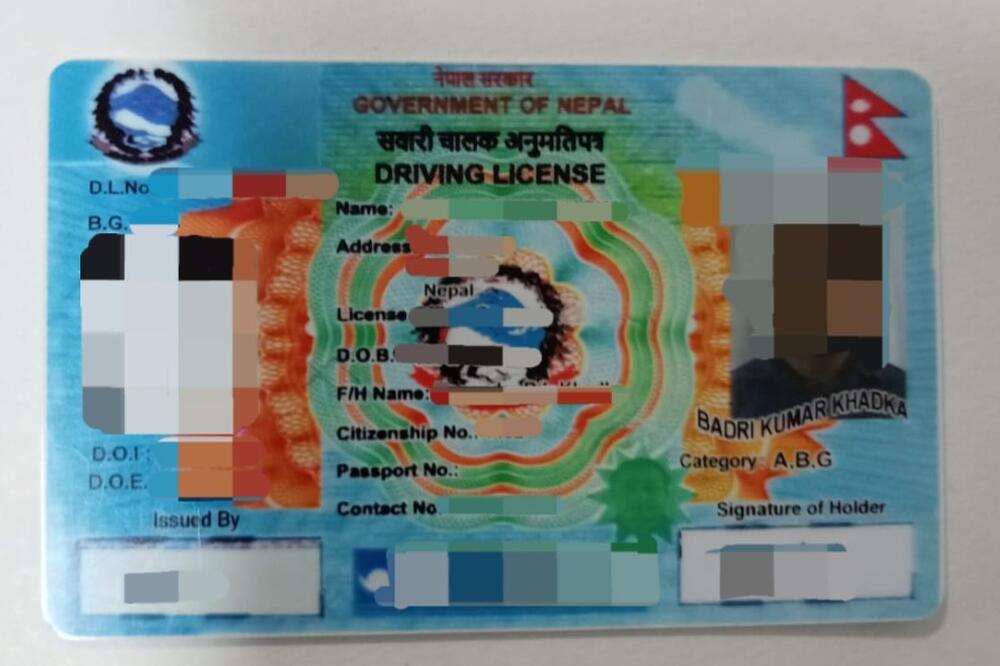 नेपाल सरकार
GOVERNMENT OF NEPAL
सवारी चालक अनुमतिपत्र
DRIVING LICENSE
D.L.No
B.G.
Name:
Address
Nepal
License
D.O.B.
F/H Name:
Citizenship No.:
Passport No.:
Contact No
BADRI KUMAR KHADKA
Category: A,B,G
D.O.I :
D.O.E.
Issued By
Signature of Holder